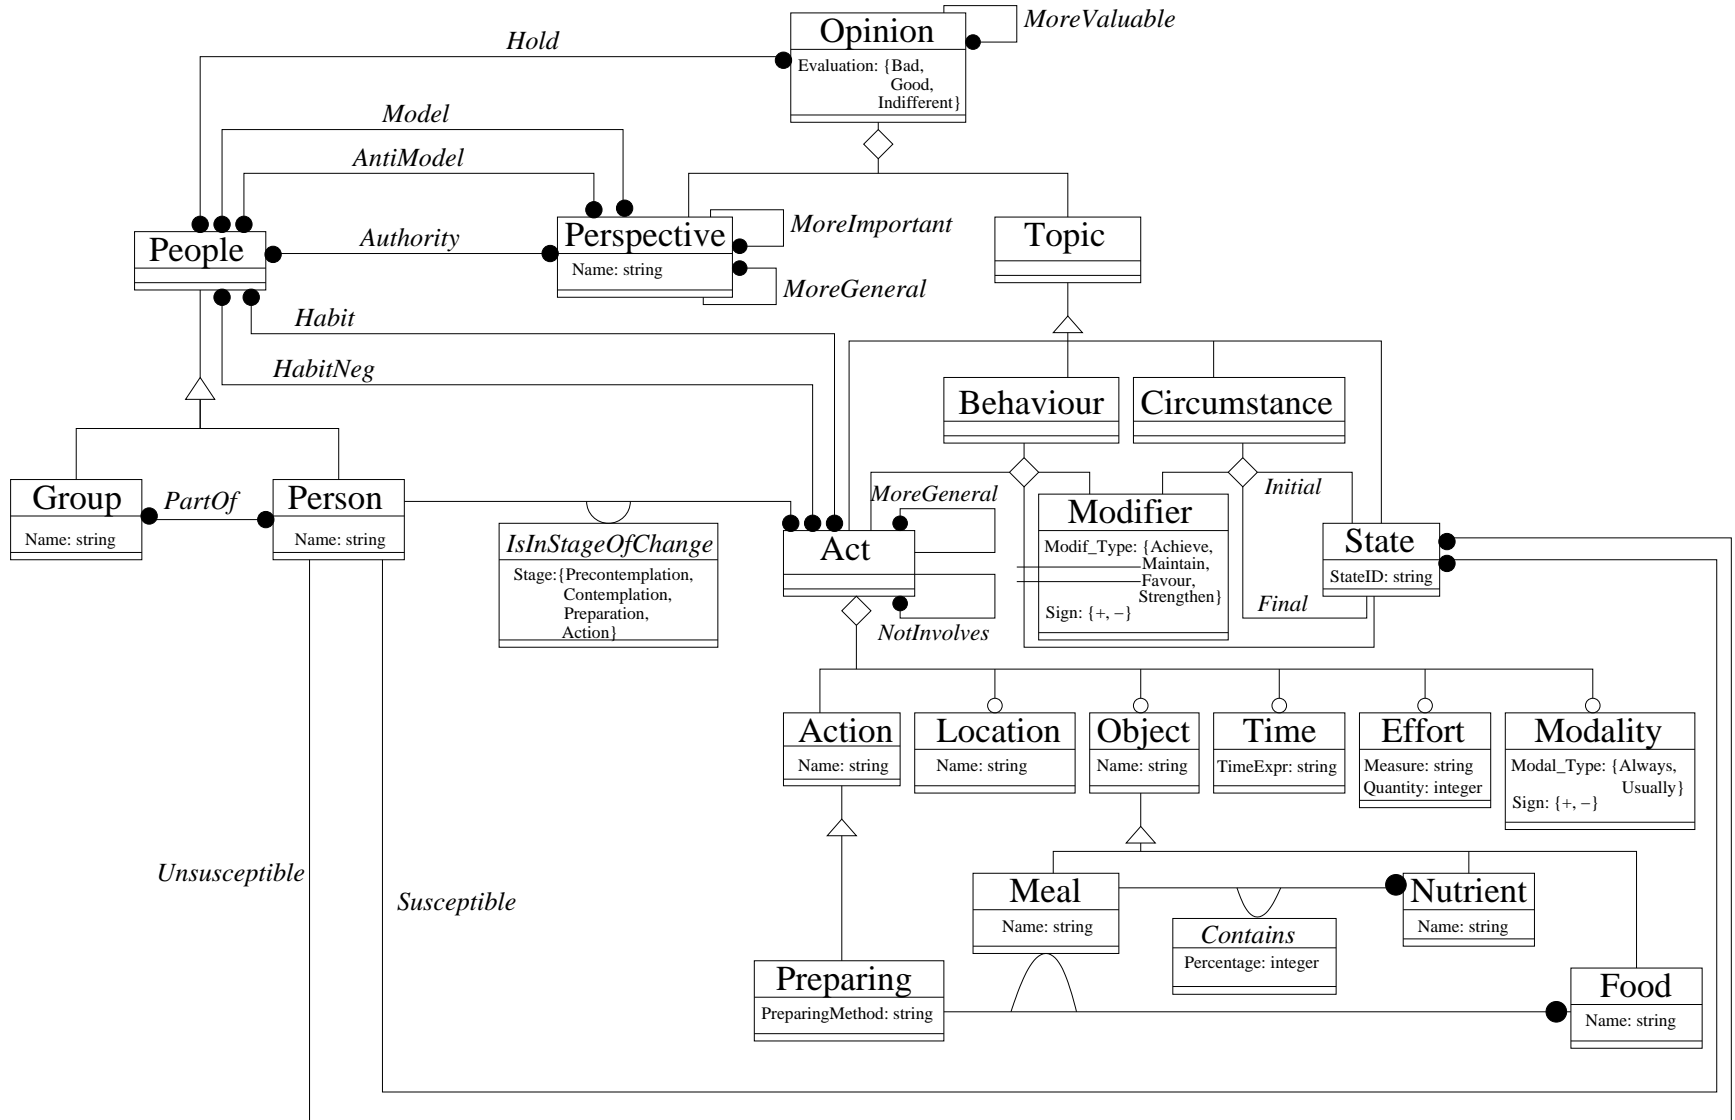 MoreValuable
Opinion
Hold
Evaluation: {Bad,
Good,
Indifferent}
Model
AntiModel
People
Authority
Perspective
Name: string
MoreImportant
MoreGeneral
Topic
Habit
HabitNeg
Behaviour
Circumstance
Group
Name: string
PartOf
Person
Name: string
IsInStageOfChange
Stage:{Precontemplation,
Contemplation,
Preparation,
Action}
MoreGeneral
Act
NotInvolves
Modifier
Modif_Type: {Achieve,
Maintain,
Favour,
Strengthen}
Sign: {+, −}
Initial
Final
State
StateID: string
Action
Name: string
Location
Name: string
Object
Name: string
Time
TimeExpr: string
Effort
Measure: string
Quantity: integer
Modality
Modal_Type: {Always,
Usually}
Sign: {+, −}
Unsusceptible
Susceptible
Meal
Name: string
Nutrient
Name: string
Contains
Percentage: integer
Preparing
PreparingMethod: string
Food
Name: string